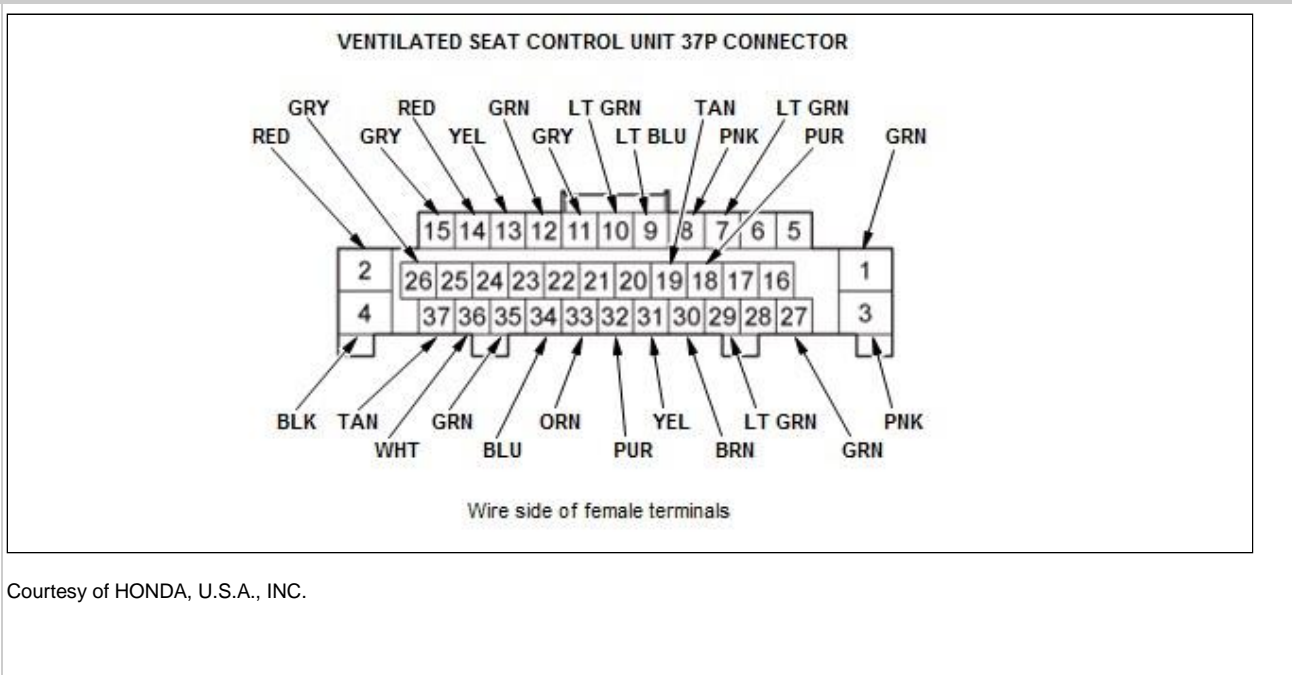 VENTILATED SEAT CONTROL UNIT 37P CONNECTOR
GRY RED GRN LT GRN TAN LT GRN
RED GRY YEL GRY LT BLU PNK PUR GRN
15 14 13 12 11 10 9 8 7 6 5
2 26 25 24 23 22 21 20 19 18 17 16 1
4 37 36 35 34 33 32 31 30 29 28 27 3
BLK TAN GRN ORN YEL LT GRN PNK
WHT BLU PUR BRN GRN
Wire side of female terminals
Courtesy of HONDA, U.S.A., INC.